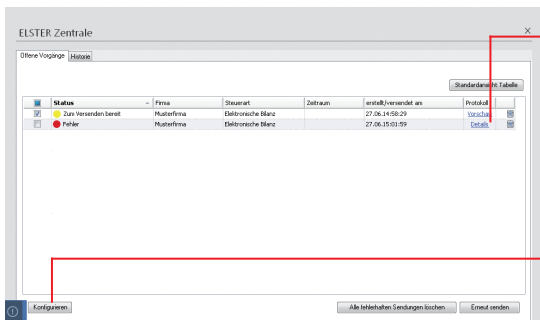 ELSTER Zentrale
Offene Vorgänge Historie
Standardansicht Tabelle
Status Firma Steuerart Zeitraum erstellt/versendet am Protokoll
Zum Versenden bereit Musterfirma Elektronische Bilanz 27.06.14:58:29 Vorschau
Fehler Musterfirma Elektronische Bilanz 27.06.15:01:59 Details
Konfigurieren Alle fehlerhaften Sendungen löschen Erneut senden